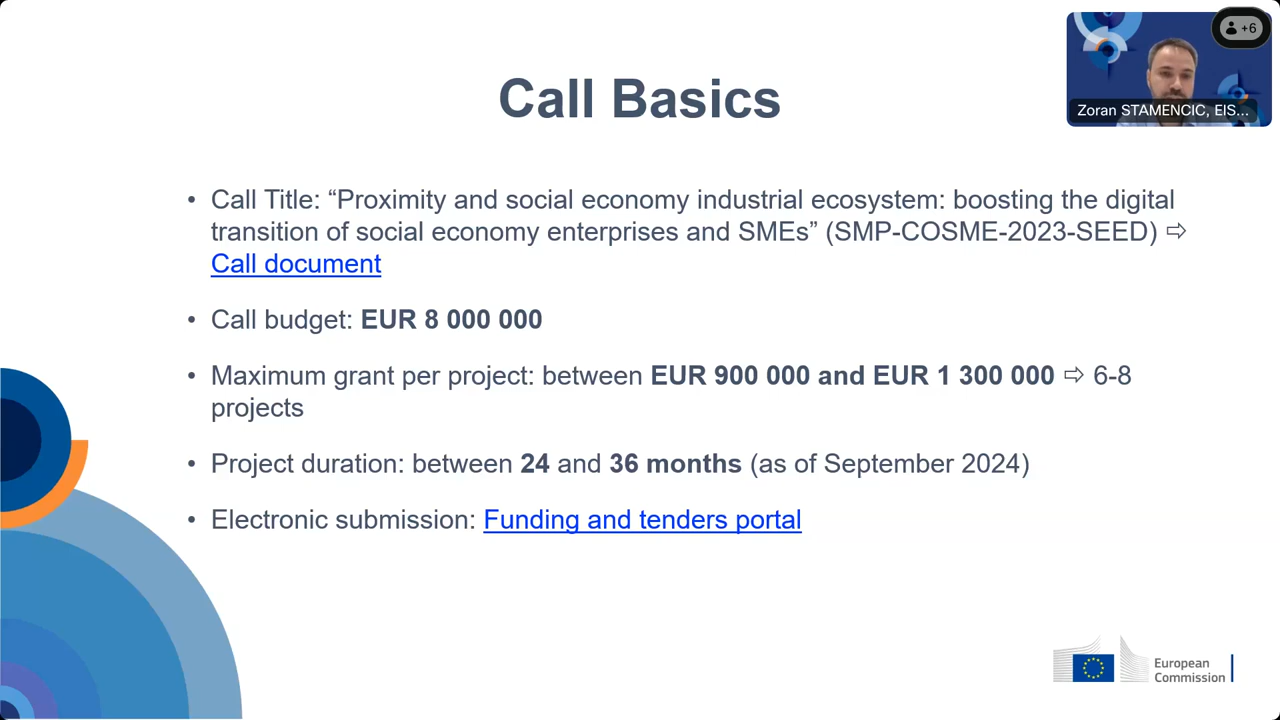 +6
Zoran STAMENCIC, EIS...
Call Basics
• Call Title: “Proximity and social economy industrial ecosystem: boosting the digital
transition of social economy enterprises and SMEs” (SMP-COSME-2023-SEED) ⇨
Call document
• Call budget: EUR 8 000 000
• Maximum grant per project: between EUR 900 000 and EUR 1 300 000 ⇨ 6-8
projects
• Project duration: between 24 and 36 months (as of September 2024)
• Electronic submission: Funding and tenders portal
European
Commission